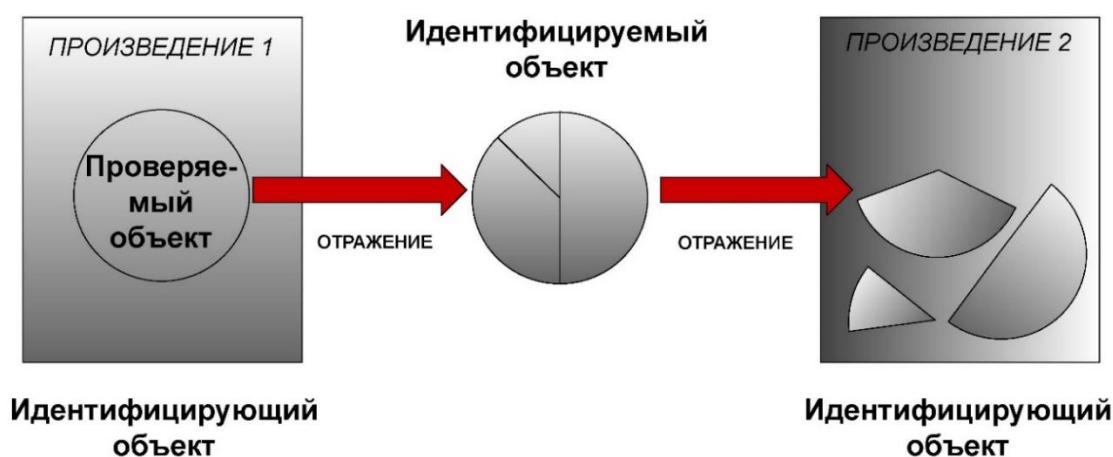 ПРОИЗВЕДЕНИЕ 1
Проверяе-
мый
объект
Идентифицирующий
объект
ОТРАЖЕНИЕ
Идентифицируемый
объект
ОТРАЖЕНИЕ
ПРОИЗВЕДЕНИЕ 2
Идентифицирующий
объект